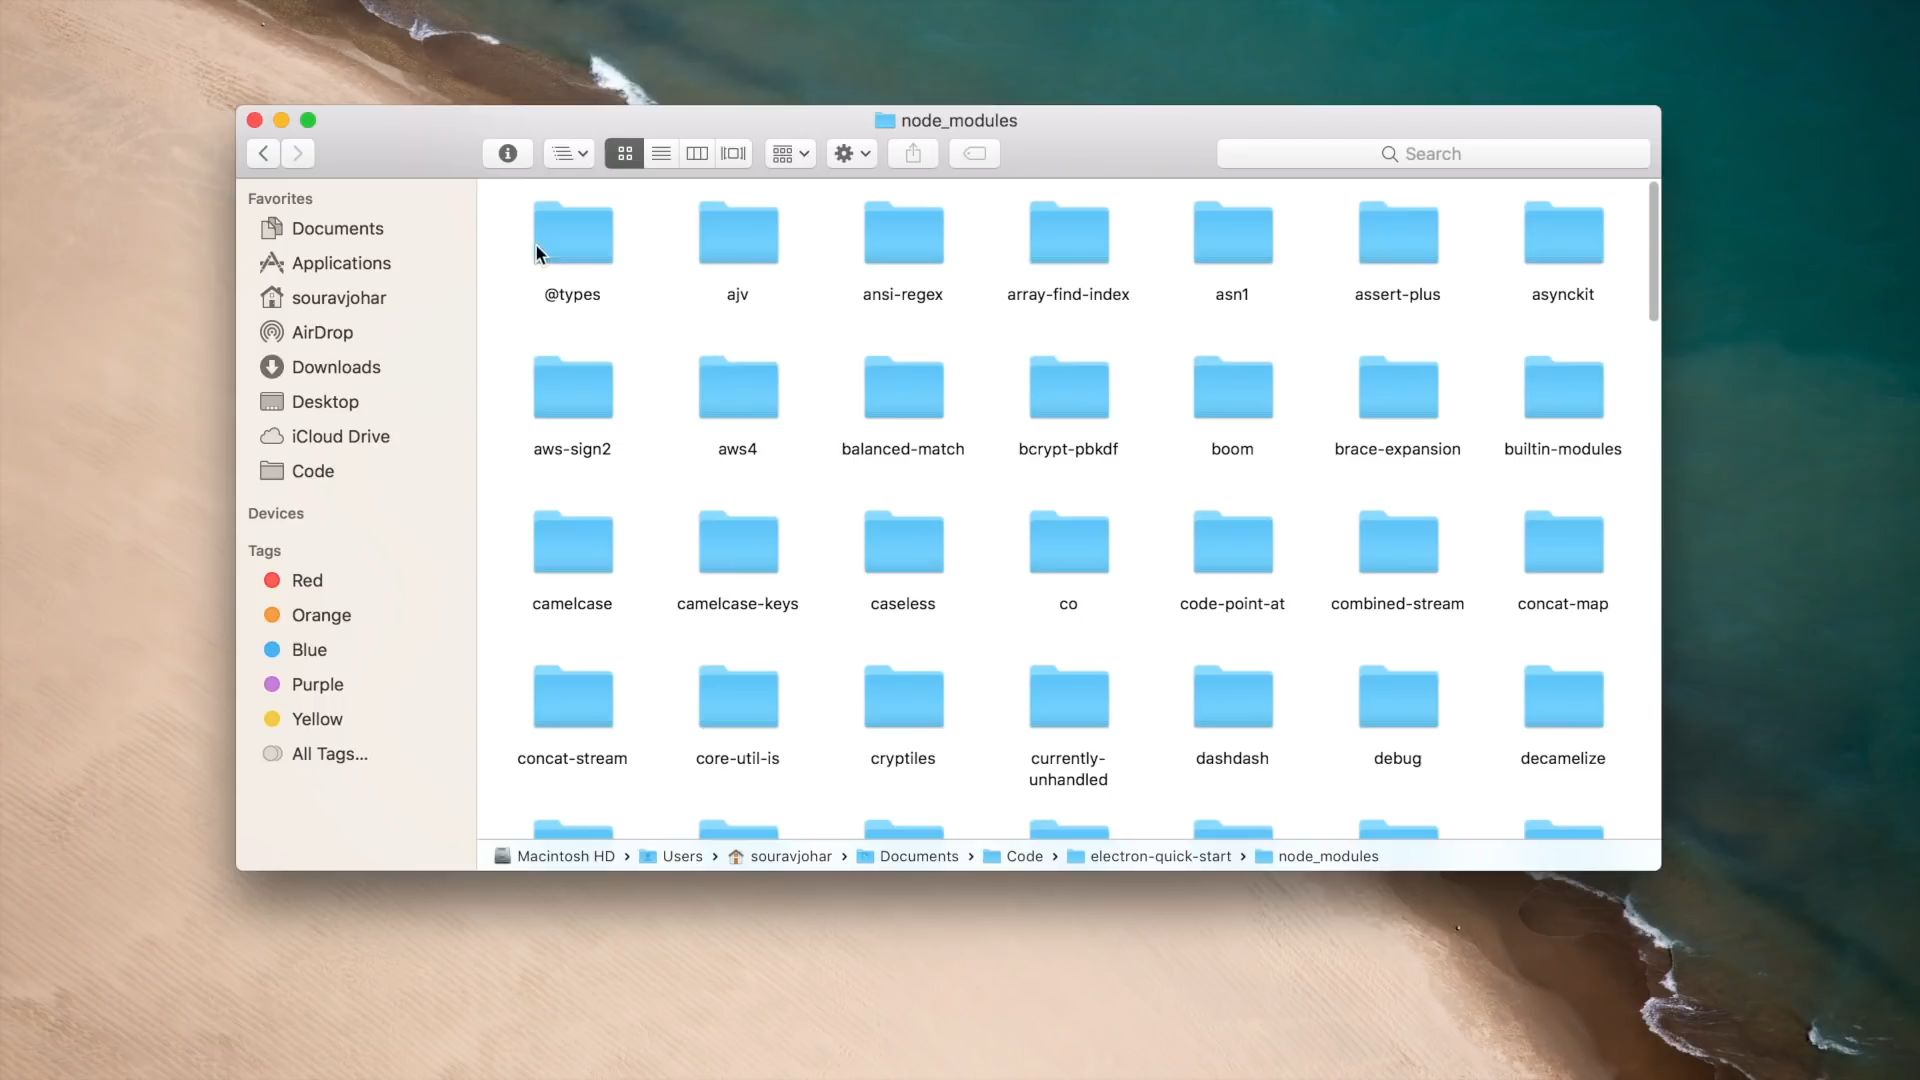 node_modules
Search
Favorites
Documents
Applications
souravjohar
AirDrop
Downloads
Desktop
iCloud Drive
Code
Devices
Tags
Red
Orange
Blue
Purple
Yellow
All Tags...
@types ajv ansi-regex array-find-index asn1 assert-plus asynckit
aws-sign2 aws4 balanced-match bcrypt-pbkdf boom brace-expansion builtin-modules
camelcase camelcase-keys caseless co code-point-at combined-stream concat-map
concat-stream core-util-is cryptiles currently- dashdash debug decamelize
unhandled
Macintosh HD › Users › souravjohar › Documents › Code › electron-quick-start › node_modules